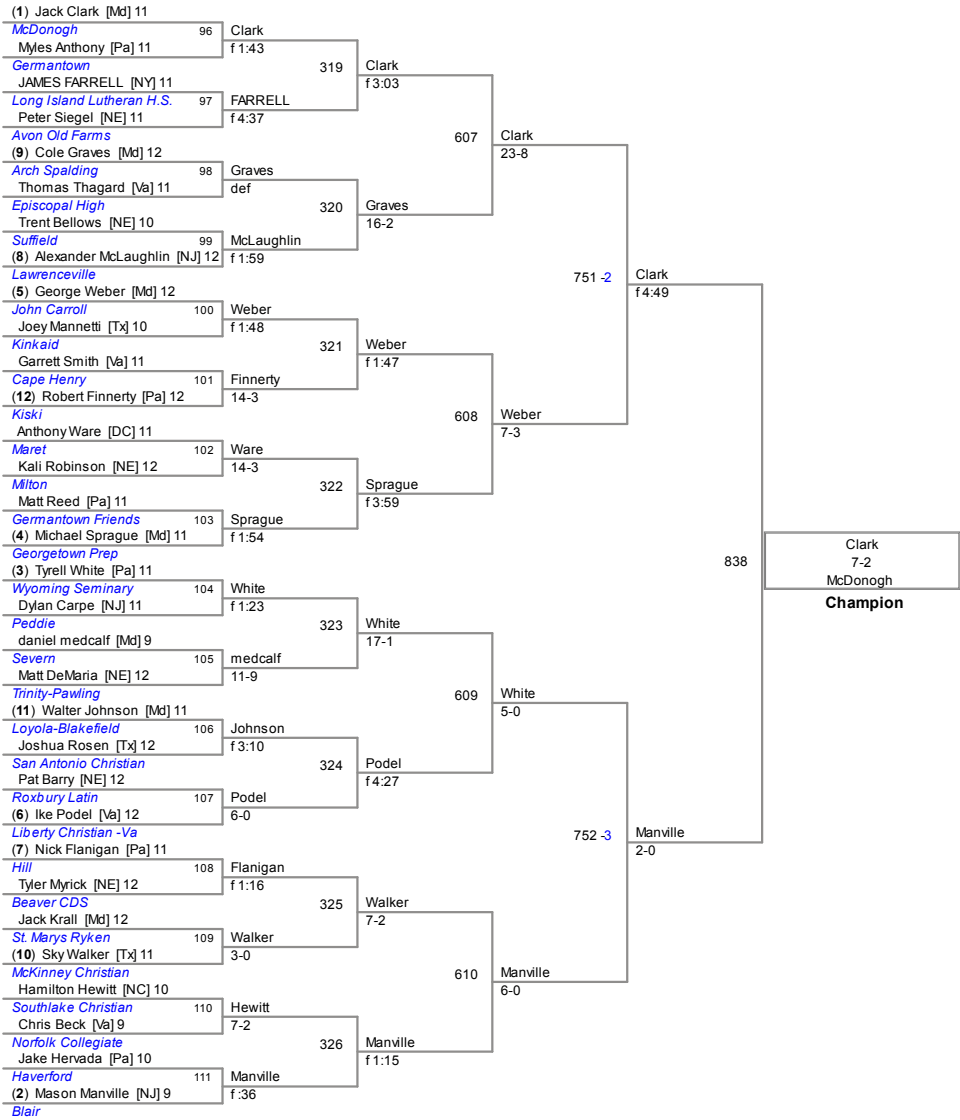 (1) Jack Clark [Md] 11
McDonogh 96
Myles Anthony [Pa] 11
Germantown
JAMES FARRELL [NY] 11
Long Island Lutheran H.S. 97
Peter Siegel [NE] 11
Avon Old Farms
(9) Cole Graves [Md] 12
Arch Spalding 98
Thomas Thagard [Va] 11
Episcopal High
Trent Bellows [NE] 10
Suffield 99
(8) Alexander McLaughlin [NJ] 12
Lawrenceville
(5) George Weber [Md] 12
John Carroll 100
Joey Mannetti [Tx] 10
Kinkaid
Garrett Smith [Va] 11
Cape Henry 101
(12) Robert Finnerty [Pa] 12
Kiski
Anthony Ware [DC] 11
Maret 102
Kali Robinson [NE] 12
Milton
Matt Reed [Pa] 11
Germantown Friends 103
(4) Michael Sprague [Md] 11
Georgetown Prep
(3) Tyrell White [Pa] 11
Wyoming Seminary 104
Dylan Carpe [NJ] 11
Peddie
daniel medcalf [Md] 9
Severn 105
Matt DeMaria [NE] 12
Trinity-Pawling
(11) Walter Johnson [Md] 11
Loyola-Blakefield 106
Joshua Rosen [Tx] 12
San Antonio Christian
Pat Barry [NE] 12
Roxbury Latin 107
(6) Ike Podel [Va] 12
Liberty Christian -Va
(7) Nick Flanigan [Pa] 11
Hill 108
Tyler Myrick [NE] 12
Beaver CDS
Jack Krall [Md] 12
St. Marys Ryken 109
(10) Sky Walker [Tx] 11
McKinney Christian
Hamilton Hewitt [NC] 10
Southlake Christian 110
Chris Beck [Va] 9
Norfolk Collegiate
Jake Hervada [Pa] 10
Haverford 111
(2) Mason Manville [NJ] 9
Blair
Clark
f 1:43
FARRELL
f 4:37
Graves
def
McLaughlin
f 1:59
Weber
f 1:48
Finnerty
14-3
Ware
14-3
Sprague
f 1:54
White
f 1:23
medcalf
11-9
Johnson
f 3:10
Podel
6-0
Flanigan
f 1:16
Walker
3-0
Hewitt
7-2
Manville
f :36
319
Clark
f 3:03
320
Graves
16-2
321
Weber
f 1:47
322
Sprague
f 3:59
323
White
17-1
324
Podel
f 4:27
325
Walker
7-2
326
Manville
f 1:15
607
Clark
23-8
608
Weber
7-3
609
White
5-0
610
Manville
6-0
751 -2
Clark
f 4:49
752 -3
Manville
2-0
838
Clark
7-2
McDonogh
Champion